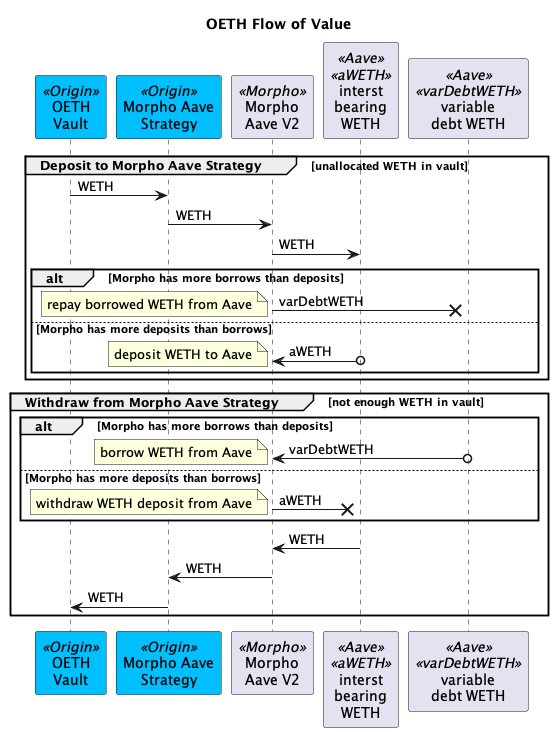 OETH Flow of Value
«Origin»
OETH
Vault
«Origin»
Morpho Aave
Strategy
«Morpho»
Morpho
Aave V2
«Aave»
«aWETH»
interst
bearing
WETH
«Aave»
«varDebtWETH»
variable
debt WETH
Deposit to Morpho Aave Strategy [unallocated WETH in vault]
WETH
WETH
WETH
alt [Morpho has more borrows than deposits]
repay borrowed WETH from Aave varDebtWETH
[Morpho has more deposits than borrows]
deposit WETH to Aave aWETH
Withdraw from Morpho Aave Strategy [not enough WETH in vault]
alt [Morpho has more borrows than deposits]
borrow WETH from Aave varDebtWETH
[Morpho has more deposits than borrows]
withdraw WETH deposit from Aave aWETH
WETH
WETH
WETH
«Origin»
OETH
Vault
«Origin»
Morpho Aave
Strategy
«Morpho»
Morpho
Aave V2
«Aave»
«aWETH»
interst
bearing
WETH
«Aave»
«varDebtWETH»
variable
debt WETH